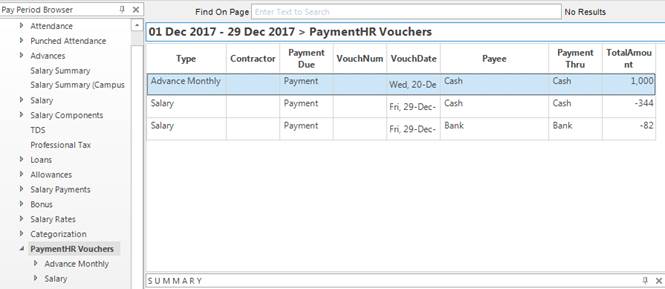 Pay Period Browser
Attendance
Punched Attendance
Advances
Salary Summary
Salary Summary (Campus
Salary
Salary Components
TDS
Professional Tax
Loans
Allowances
Salary Payments
Bonus
Salary Rates
Categorization
PaymentHR Vouchers
Advance Monthly
Salary
Find On Page Enter Text to Search No Results
01 Dec 2017 - 29 Dec 2017 > PaymentHR Vouchers
Type Contractor Payment Due VouchNum VouchDate Payee Payment Thru TotalAmou nt
Advance Monthly Payment Wed, 20-De Cash Cash 1,000
Salary Payment Fri, 29-Dec- Cash Cash -344
Salary Payment Fri, 29-Dec- Bank Bank -82
SUMMARY